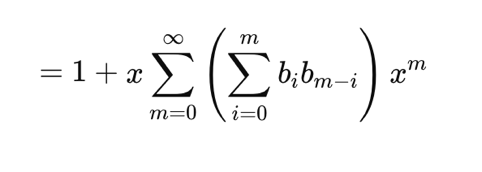 $= 1 + x \sum_{m=0}^{\infty} \left( \sum_{i=0}^{m} b_i b_{m-i} \right) x^m$